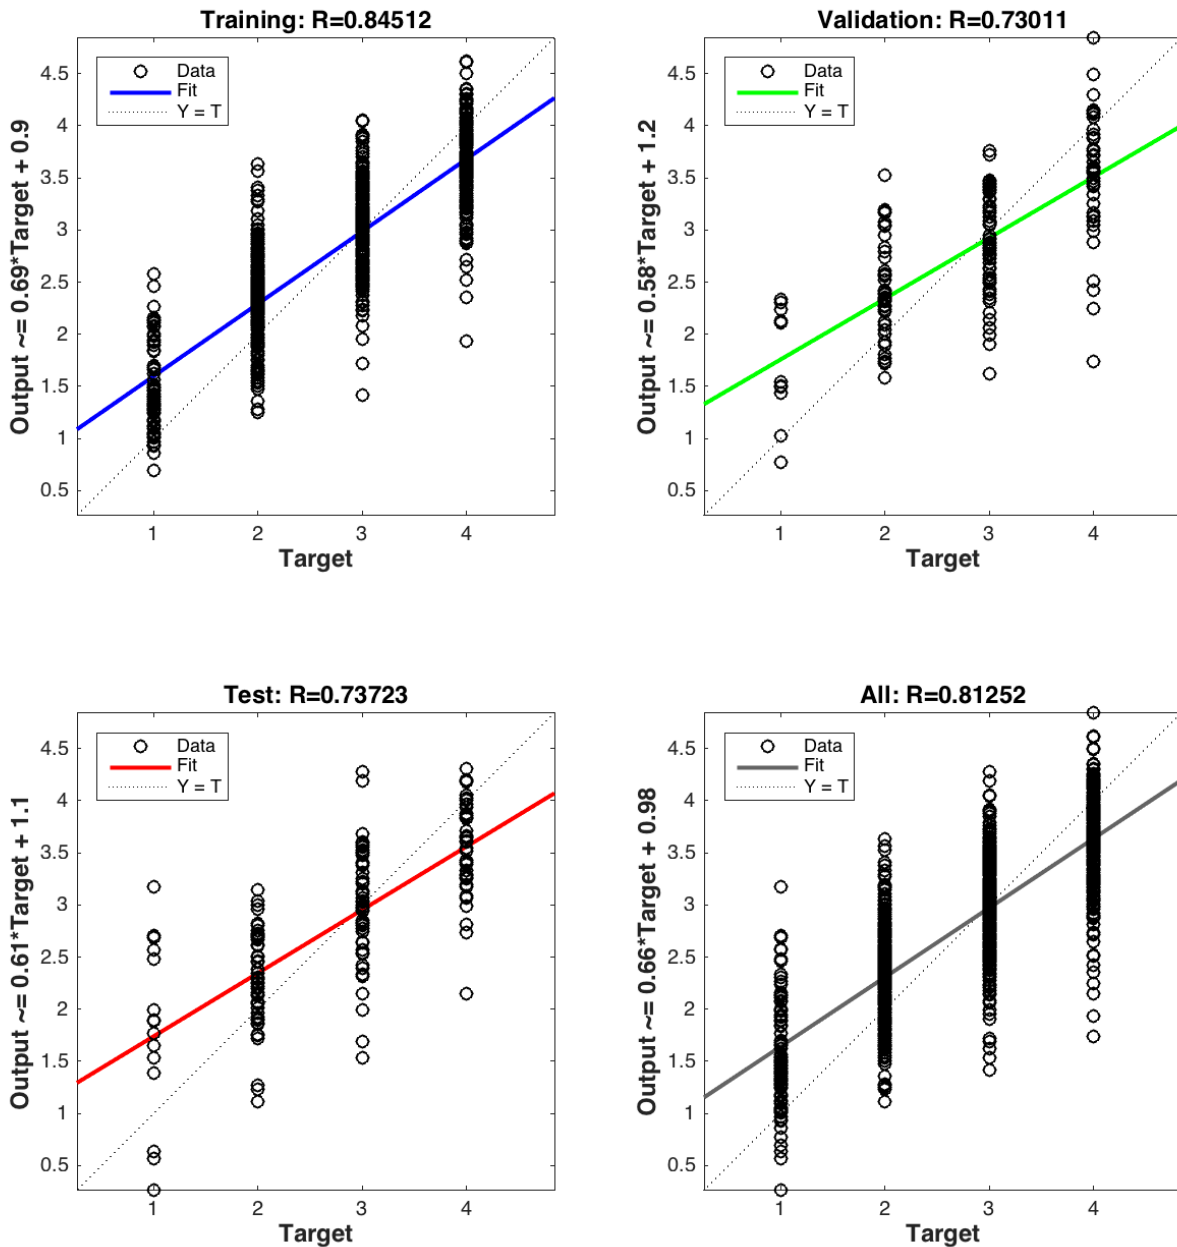 Training: R=0.84512
Output ~= 0.69*Target + 0.9
4.5
4
3.5
3
2.5
2
1.5
1
0.5
Data
Fit
Y = T
1 2 3 4
Target
Validation: R=0.73011
Output ~= 0.58*Target + 1.2
4.5
4
3.5
3
2.5
2
1.5
1
0.5
Data
Fit
Y = T
1 2 3 4
Target
Test: R=0.73723
Output ~= 0.61*Target + 1.1
4.5
4
3.5
3
2.5
2
1.5
1
0.5
Data
Fit
Y = T
1 2 3 4
Target
All: R=0.81252
Output ~= 0.66*Target + 0.98
4.5
4
3.5
3
2.5
2
1.5
1
0.5
Data
Fit
Y = T
1 2 3 4
Target